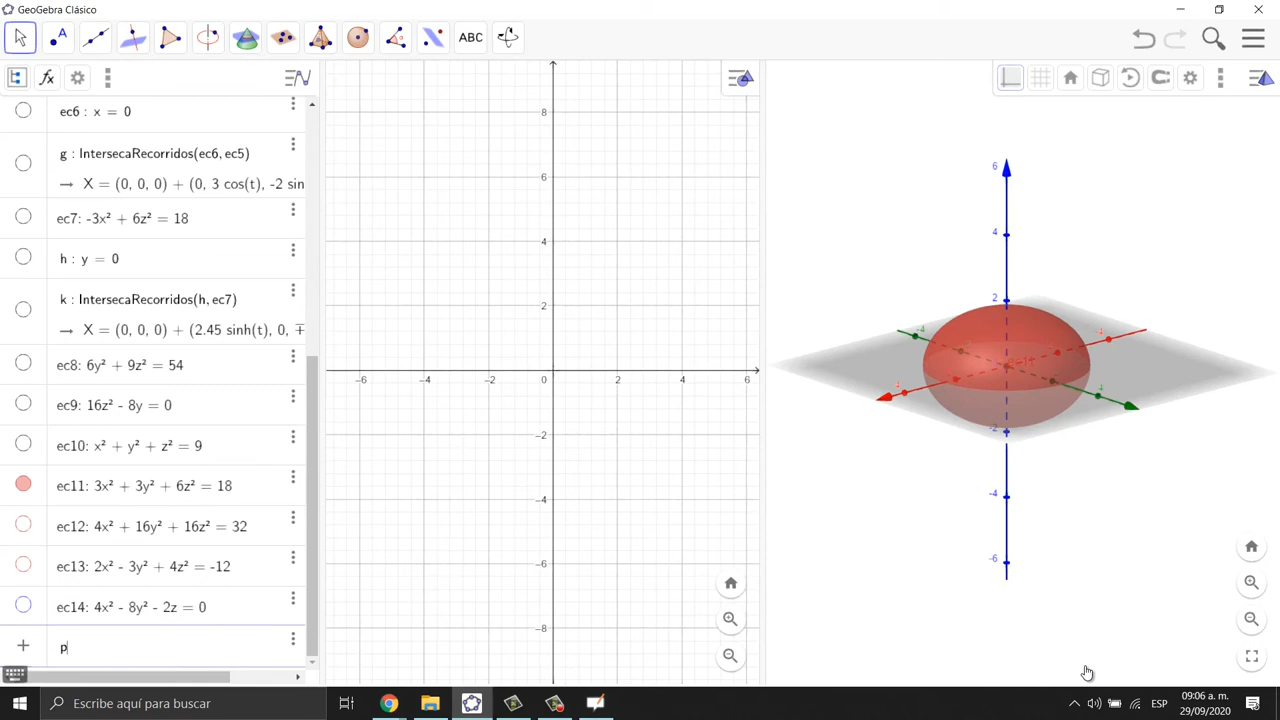 GeoGebra Clásico
ABC
ec6 : x = 0
g : IntersecaRecorridos(ec6, ec5)
→ X = (0, 0, 0) + (0, 3 cos(t), -2 sin
ec7: -3x² + 6z² = 18
h : y = 0
k : IntersecaRecorridos(h, ec7)
→ X = (0, 0, 0) + (2.45 sinh(t), 0, ∓
ec8: 6y² + 9z² = 54
ec9: 16z² - 8y = 0
ec10: x² + y² + z² = 9
ec11: 3x² + 3y² + 6z² = 18
ec12: 4x² + 16y² + 16z² = 32
ec13: 2x² - 3y² + 4z² = -12
ec14: 4x² - 8y² - 2z = 0
p
8
6
4
2
-6 -4 -2 0 2 4 6
-2
-4
-6
-8
6
4
2
-4 -4
4 4
-2
-4
-6
Escribe aquí para buscar
ESP
09:06 a. m.
29/09/2020